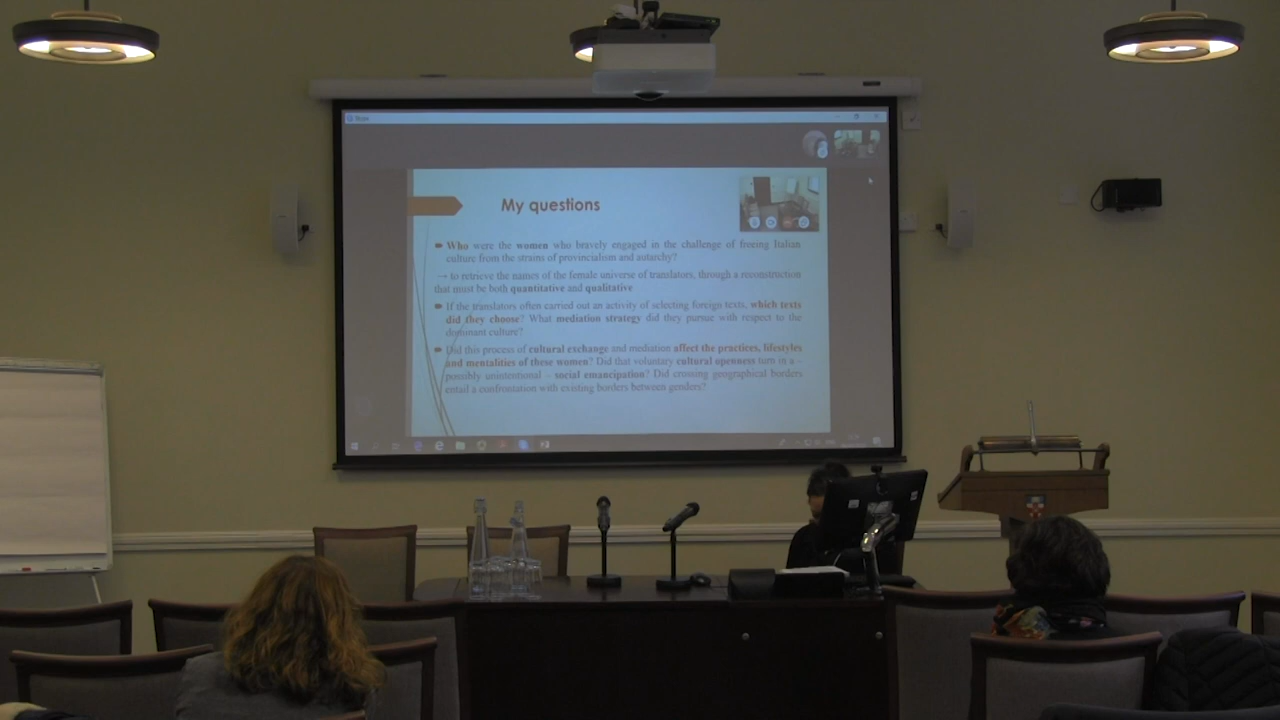 Skype
My questions
Who were the women who bravely engaged in the challenge of freeing Italian
culture from the strains of provincialism and autarchy?
→ to retrieve the names of the female universe of translators, through a reconstruction
that must be both quantitative and qualitative
If the translators often carried out an activity of selecting foreign texts, which texts
did they choose? What mediation strategy did they pursue with respect to the
dominant culture?
Did this process of cultural exchange and mediation affect the practices, lifestyles
and mentalities of these women? Did that voluntary cultural openness turn in a –
possibly unintentional – social emancipation? Did crossing geographical borders
entail a confrontation with existing borders between genders?